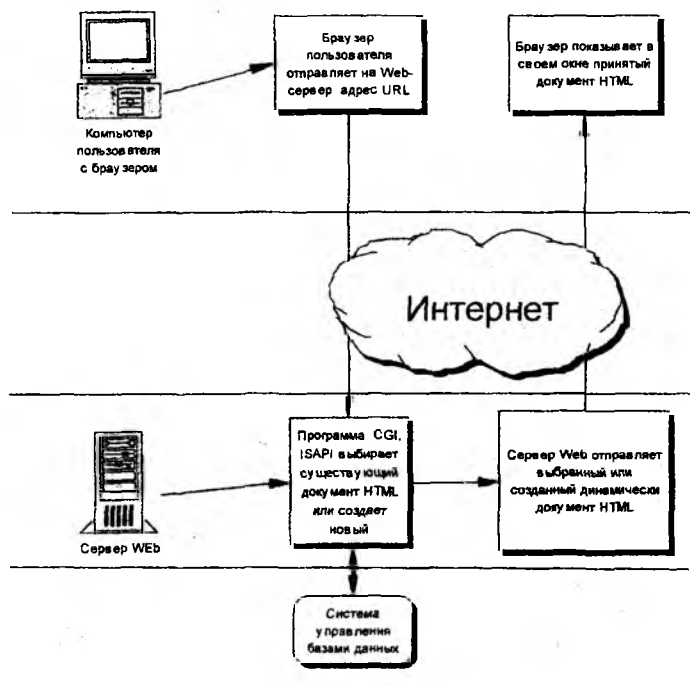 Браузер
пользователя
отправляет на Web-
сервер адрес URL
Браузер показывает в
своем окне принятый
документ HTML
Компьютер
пользователя
с браузером
Интернет
Программа CGI,
ISAPI выбирает
существующий
документ HTML
или создает
новый
Сервер Web отправляет
выбранный или
созданный динамически
документ HTML
Сервер WEb
Система
управления
базами данных